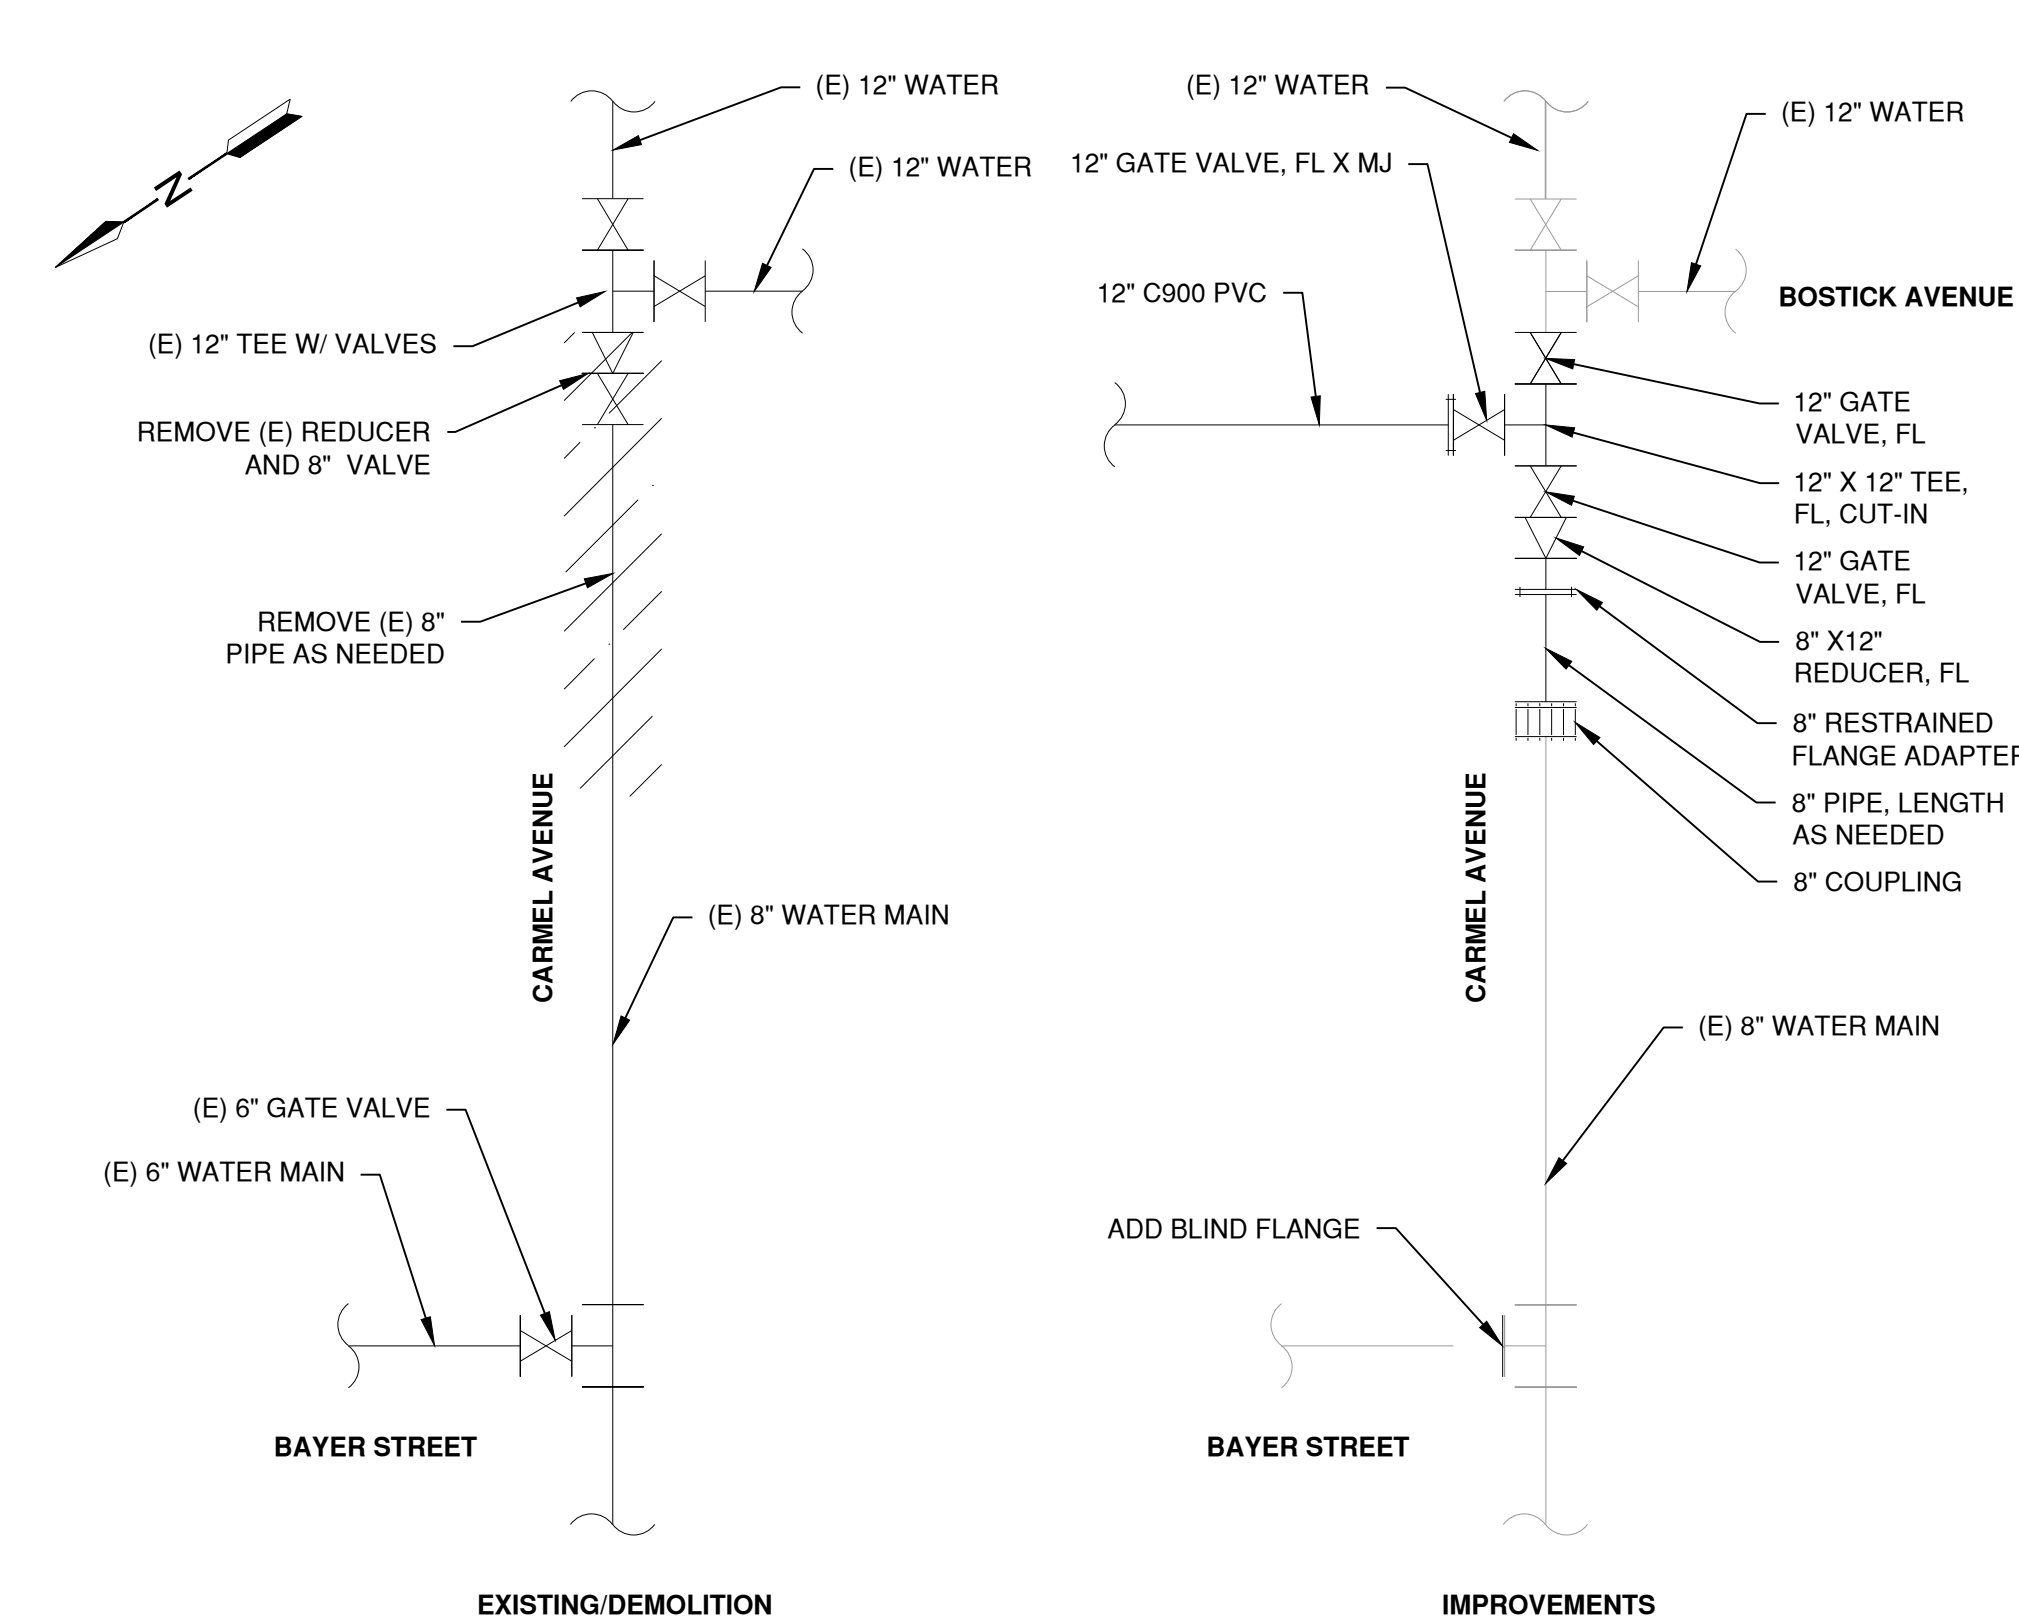 (E) 12" WATER
(E) 12" WATER
N
(E) 12" TEE W/ VALVES
REMOVE (E) REDUCER
AND 8" VALVE
REMOVE (E) 8"
PIPE AS NEEDED
CARMEL AVENUE
(E) 8" WATER MAIN
(E) 6" GATE VALVE
(E) 6" WATER MAIN
BAYER STREET
EXISTING/DEMOLITION
(E) 12" WATER
(E) 12" WATER
12" GATE VALVE, FL X MJ
12" C900 PVC
BOSTICK AVENUE
12" GATE
VALVE, FL
12" X 12" TEE,
FL, CUT-IN
12" GATE
VALVE, FL
8" X12"
REDUCER, FL
8" RESTRAINED
FLANGE ADAPTER
8" PIPE, LENGTH
AS NEEDED
8" COUPLING
CARMEL AVENUE
(E) 8" WATER MAIN
ADD BLIND FLANGE
BAYER STREET
IMPROVEMENTS